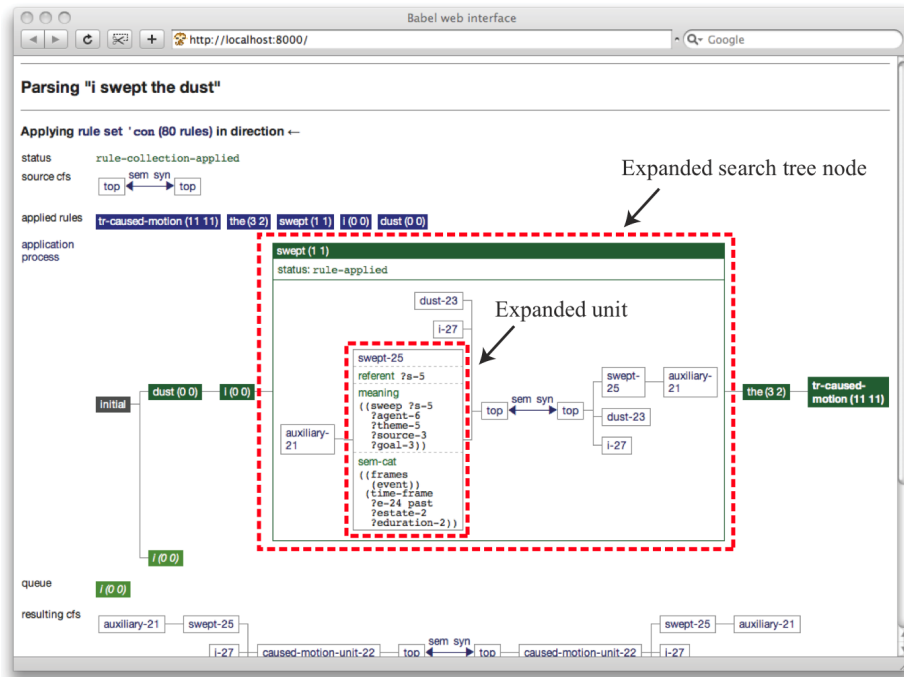 Babel web interface
http://localhost:8000/
Google
Parsing "i swept the dust"
Applying rule set 'con (80 rules) in direction ←
status rule-collection-applied
source cfs top sem syn top
applied rules tr-caused-motion (11 11) the (3 2) swept (1 1) i (0 0) dust (0 0)
Expanded search tree node
application
process
swept (1 1)
status: rule-applied
dust-23
i-27
Expanded unit
swept-25
referent ?s-5
meaning
((sweep ?s-5
?agent-6
?theme-5
?source-3
?goal-3))
sem-cat
((frames
(event))
(time-frame
?e-24 past
?estate-2
?eduration-2))
auxiliary-
21
top sem syn top
swept-
25
auxiliary-
21
dust-23
i-27
initial
dust (0 0)
i (0 0)
the (3 2)
tr-caused-
motion (11 11)
i (0 0)
queue i (0 0)
resulting cfs
auxiliary-21 swept-25 swept-25 auxiliary-21
i-27 caused-motion-unit-22 top sem syn top caused-motion-unit-22 i-27